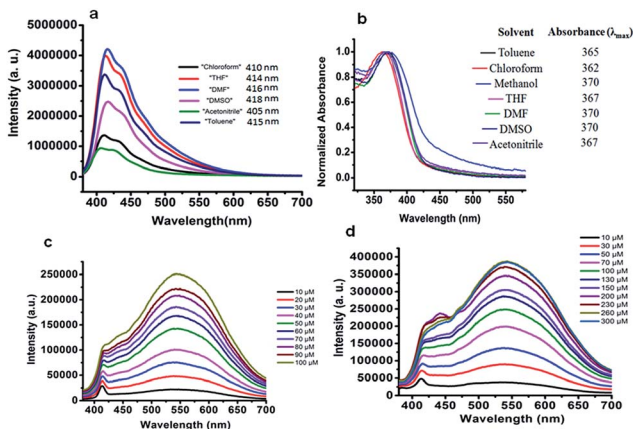 a
Intensity (a. u.)
5000000
4000000
3000000
2000000
1000000
0
"Chloroform" 410 nm
"THF" 414 nm
"DMF" 416 nm
"DMSO" 418 nm
"Acetonitrile" 405 nm
"Toluene" 415 nm
400 450 500 550 600 650 700
Wavelength(nm)
b
Normalized Absorbance
1.0
0.8
0.6
0.4
0.2
0.0
350 400 450 500 550
Wavelength (nm)
Solvent Absorbance (λmax)
Toluene 365
Chloroform 362
Methanol 370
THF 367
DMF 370
DMSO 370
Acetonitrile 367
c
Intensity (a.u.)
250000
200000
150000
100000
50000
0
10 µM
20 µM
30 µM
40 µM
50 µM
60 µM
70 µM
80 µM
90 µM
100 µM
400 450 500 550 600 650 700
Wavelength (nm)
d
Intensity (a.u.)
400000
350000
300000
250000
200000
150000
100000
50000
0
10 µM
30 µM
50 µM
70 µM
100 µM
130 µM
150 µM
200 µM
230 µM
260 µM
300 µM
400 450 500 550 600 650 700
Wavelength (nm)